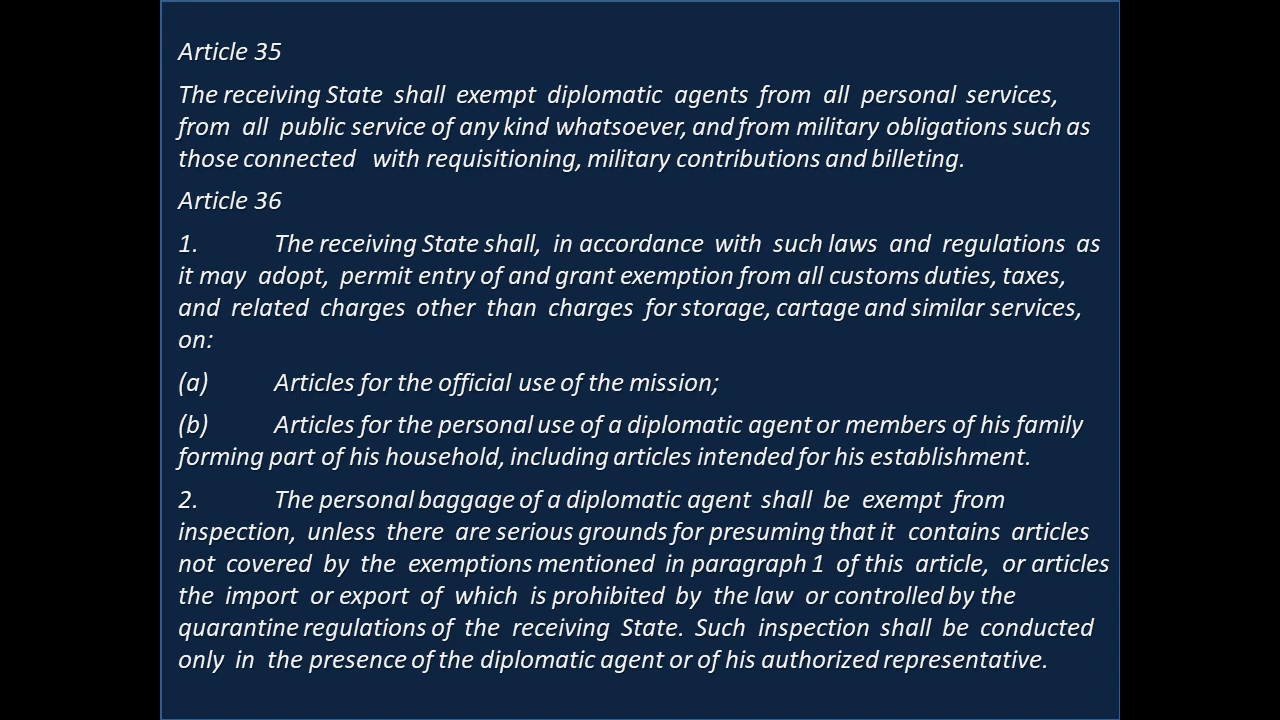 Article 35
The receiving State shall exempt diplomatic agents from all personal services,
from all public service of any kind whatsoever, and from military obligations such as
those connected with requisitioning, military contributions and billeting.
Article 36
1. The receiving State shall, in accordance with such laws and regulations as
it may adopt, permit entry of and grant exemption from all customs duties, taxes,
and related charges other than charges for storage, cartage and similar services,
on:
(a) Articles for the official use of the mission;
(b) Articles for the personal use of a diplomatic agent or members of his family
forming part of his household, including articles intended for his establishment.
2. The personal baggage of a diplomatic agent shall be exempt from
inspection, unless there are serious grounds for presuming that it contains articles
not covered by the exemptions mentioned in paragraph 1 of this article, or articles
the import or export of which is prohibited by the law or controlled by the
quarantine regulations of the receiving State. Such inspection shall be conducted
only in the presence of the diplomatic agent or of his authorized representative.